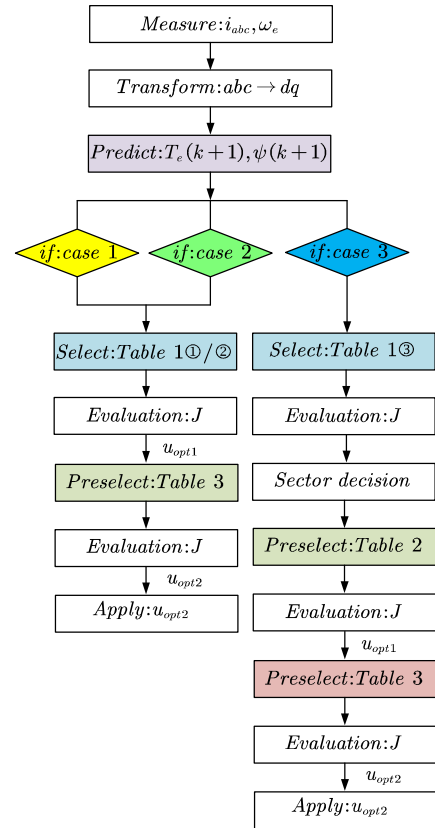 Measure:i_abc,ω_e
Transform:abc→dq
Predict:T_e(k+1),ψ(k+1)
if:case 1
if:case 2
if:case 3
Select:Table 1①/②
Evaluation:J
u_opt1
Preselect:Table 3
Evaluation:J
u_opt2
Apply:u_opt2
Select:Table 1③
Evaluation:J
Sector decision
Preselect:Table 2
Evaluation:J
u_opt1
Preselect:Table 3
Evaluation:J
u_opt2
Apply:u_opt2